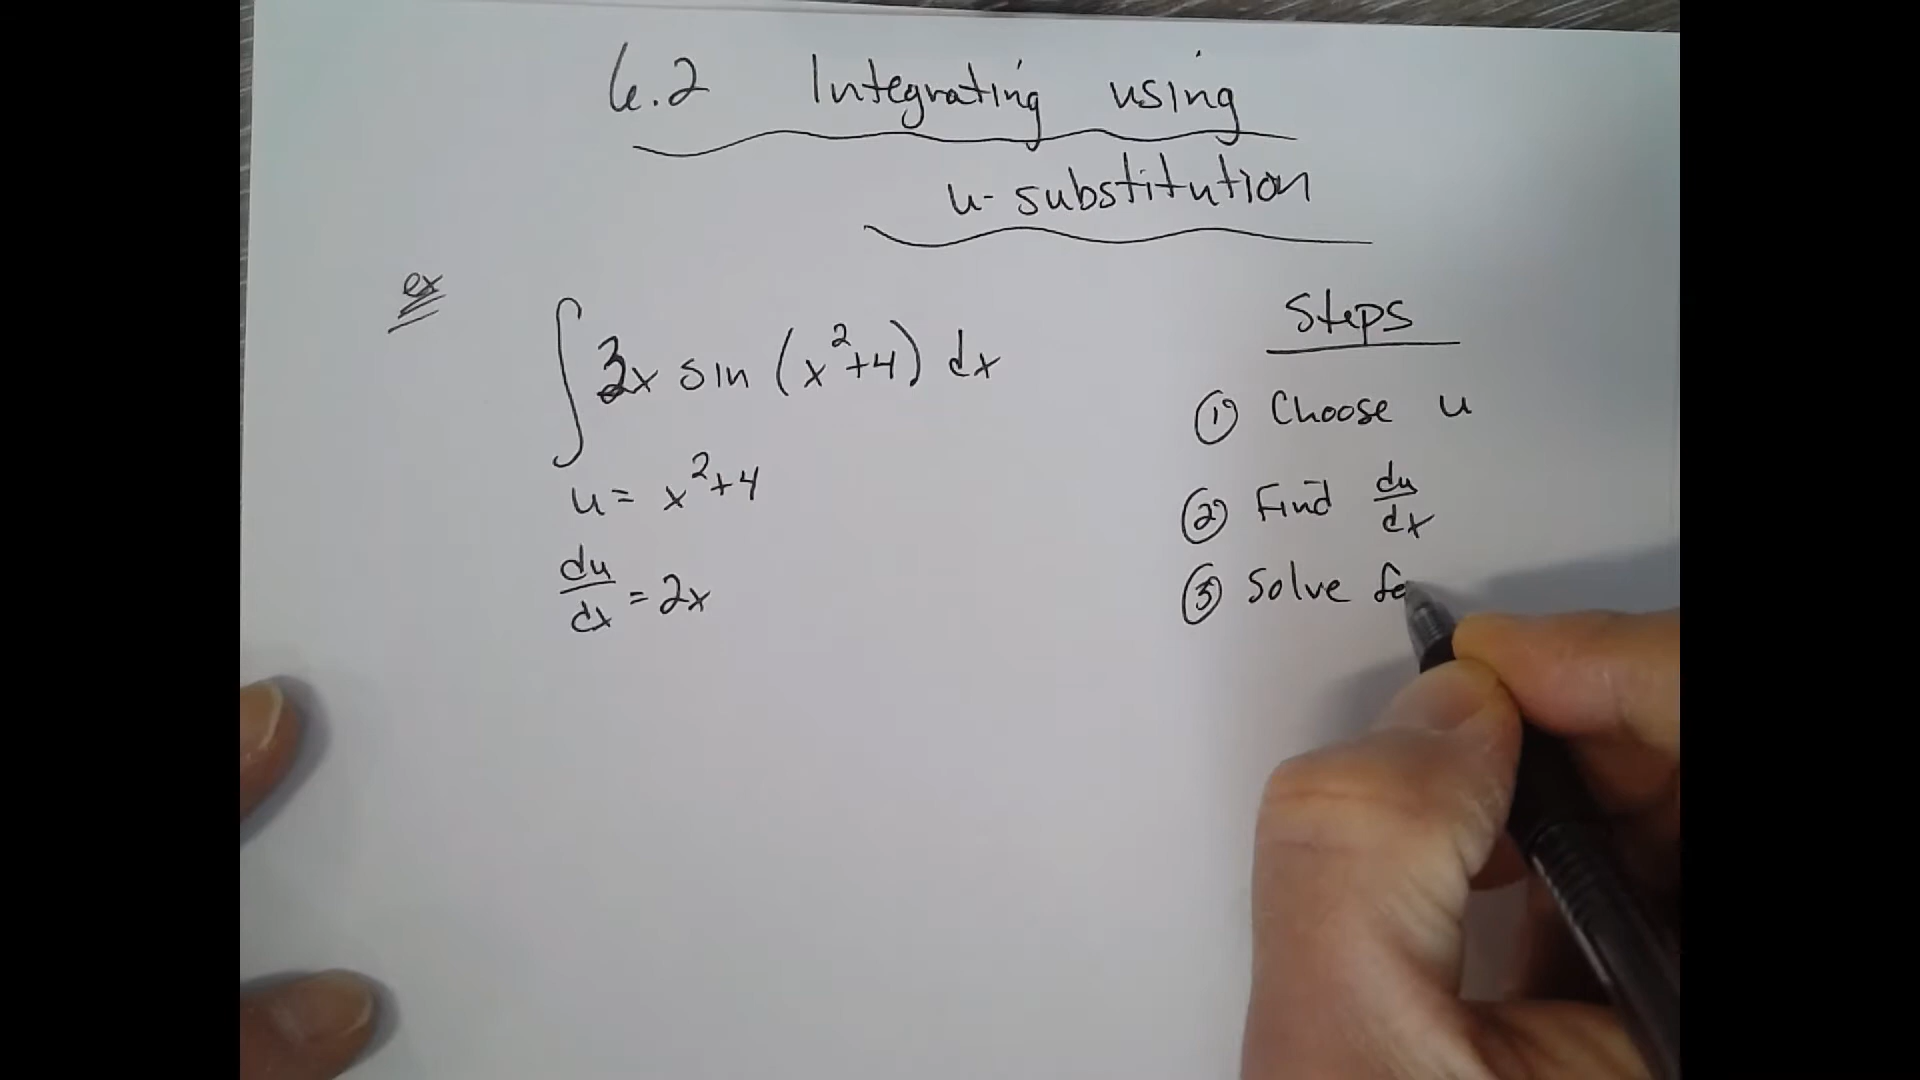 6.2 Integrating using
u-substitution
ex
∫ 3x sin (x²+4) dx
u = x²+4
du/dx = 2x
Steps
① Choose u
② Find du/dx
③ Solve fo